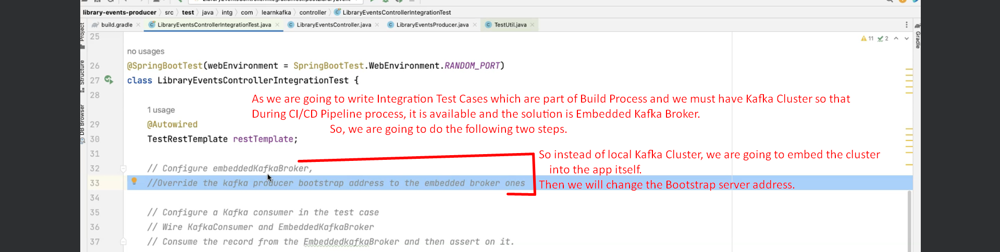 library-events-producer src test java intg com learnkafka controller LibraryEventsControllerIntegrationTest
build.gradle LibraryEventsControllerIntegrationTest.java LibraryEventsController.java LibraryEventsProducer.java TestUtil.java
Project
Structure
DB Browser
Gradle
25
11 2
no usages
26 @SpringBootTest(webEnvironment = SpringBootTest.WebEnvironment.RANDOM_PORT)
27 class LibraryEventsControllerIntegrationTest {
28
As we are going to write Integration Test Cases which are part of Build Process and we must have Kafka Cluster so that
1 usage
During CI/CD Pipeline process, it is available and the solution is Embedded Kafka Broker.
29 @Autowired
So, we are going to do the following two steps.
30 TestRestTemplate restTemplate;
31
So instead of local Kafka Cluster, we are going to embed the cluster
into the app itself.
32 // Configure embeddedKafkaBroker,
33 //Override the kafka producer bootstrap address to the embedded broker ones
Then we will change the Bootstrap server address.
34
35 // Configure a Kafka consumer in the test case
36 // Wire KafkaConsumer and EmbeddedKafkaBroker
37 // Consume the record from the EmbeddedkafkaBroker and then assert on it.